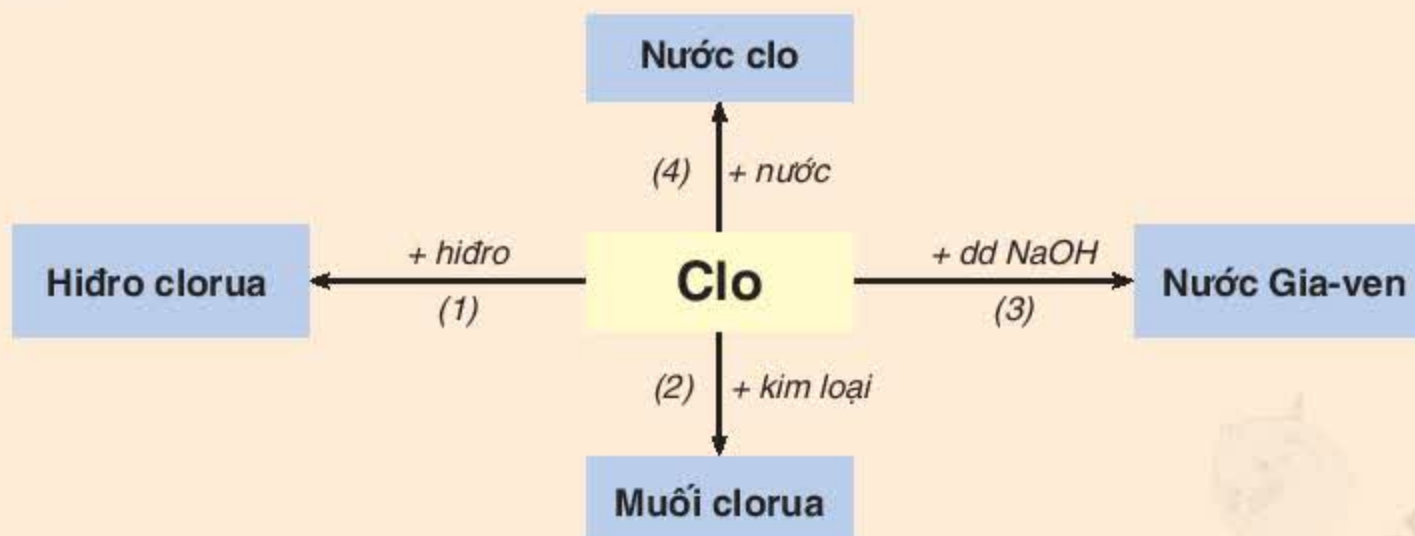 Nước clo
(4) + nước
+ hiđro
+ dd NaOH
Hiđro clorua
Clo
Nước Gia-ven
(1)
(3)
(2) + kim loại
Muối clorua